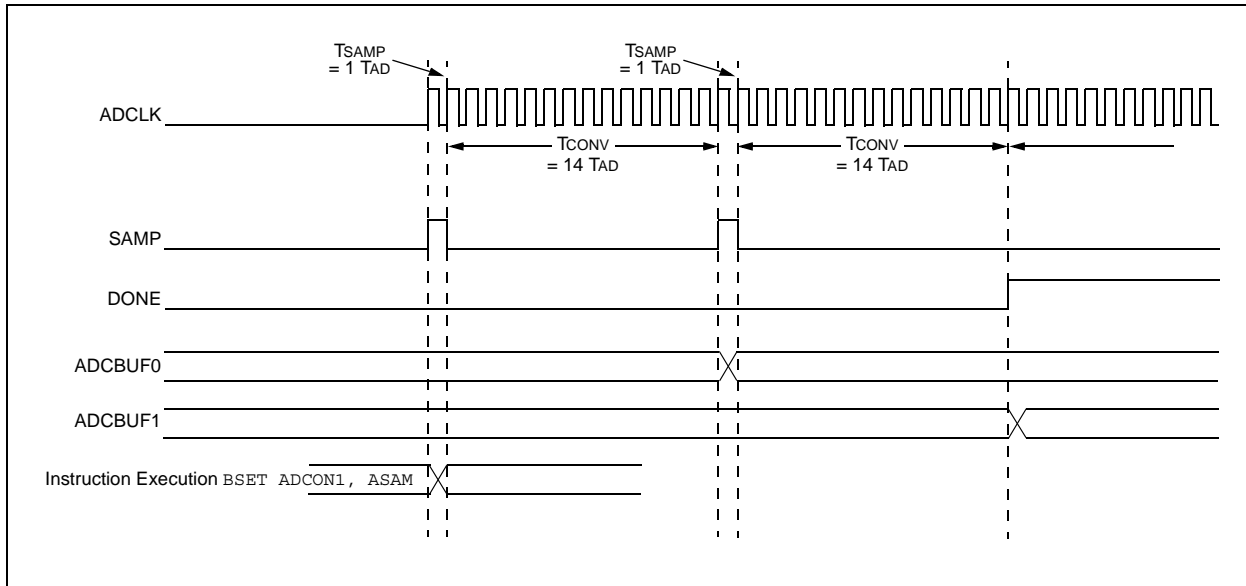 TSAMP
= 1 TAD
TSAMP
= 1 TAD
ADCLK
TCONV
= 14 TAD
TCONV
= 14 TAD
SAMP
DONE
ADCBUF0
ADCBUF1
Instruction Execution BSET ADCON1, ASAM